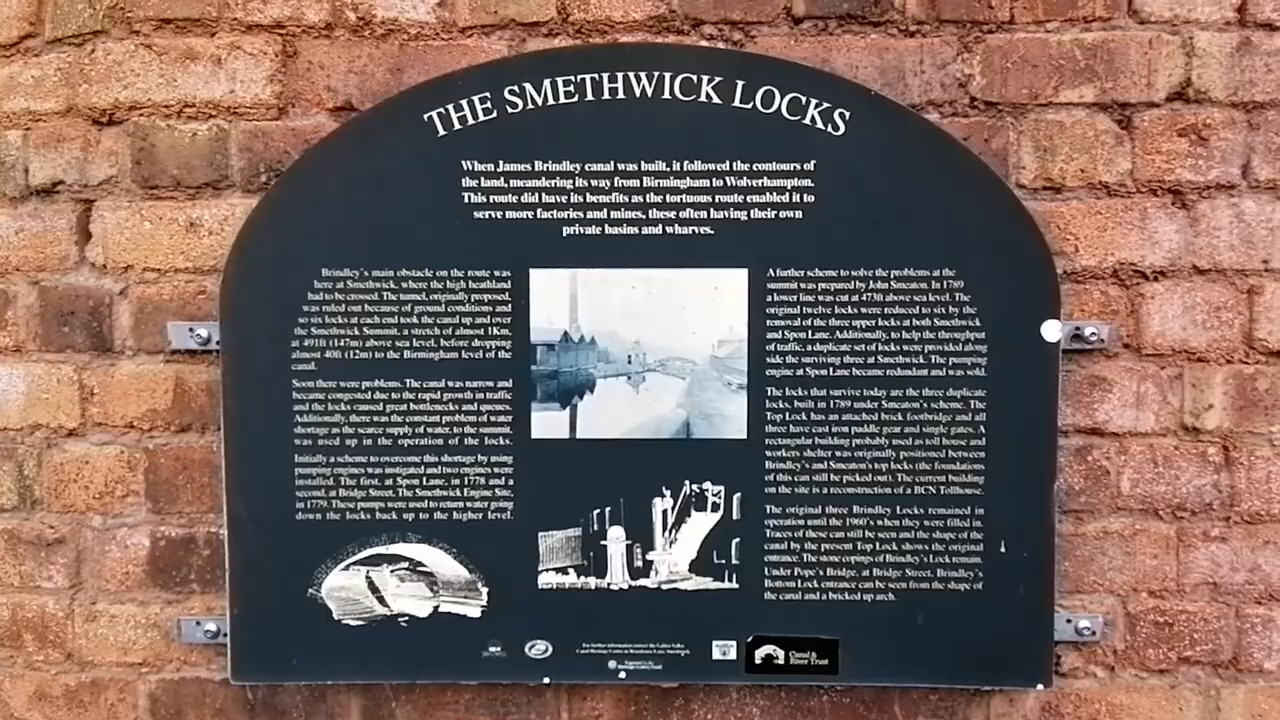 THE SMETHWICK LOCKS
When James Brindley canal was built, it followed the contours of
the land, meandering its way from Birmingham to Wolverhampton.
This route did have its benefits as the tortuous route enabled it to
serve more factories and mines, these often having their own
private basins and wharves.
Brindley's main obstacle on the route was
here at Smethwick, where the high heathland
had to be crossed. The tunnel, originally proposed,
was ruled out because of ground conditions and
so six locks at each end took the canal up and over
the Smethwick Summit, a stretch of almost 1Km,
at 491ft (147m) above sea level, before dropping
almost 40ft (12m) to the Birmingham level of the
canal.
Soon there were problems. The canal was narrow and
became congested due to the rapid growth in traffic
and the locks caused great bottlenecks and queues.
Additionally, there was the constant problem of water
shortage as the scarce supply of water, to the summit,
was used up in the operation of the locks.
Initially a scheme to overcome this shortage by using
pumping engines was instigated and two engines were
installed. The first, at Spon Lane, in 1778 and a
second, at Bridge Street, The Smethwick Engine Site,
in 1779. These pumps were used to return water going
down the locks back up to the higher level.
A further scheme to solve the problems at the
summit was prepared by John Smeaton. In 1789
a lower line was cut at 473ft above sea level. The
original twelve locks were reduced to six by the
removal of the three upper locks at both Smethwick
and Spon Lane. Additionally, to help the throughput
of traffic, a duplicate set of locks were provided along
side the surviving three at Smethwick. The pumping
engine at Spon Lane became redundant and was sold.
The locks that survive today are the three duplicate
locks, built in 1789 under Smeaton's scheme. The
Top Lock has an attached brick footbridge and all
three have cast iron paddle gear and single gates. A
rectangular building probably used as toll house and
workers shelter was originally positioned between
Brindley's and Smeaton's top locks (the foundations
of this can still be picked out). The current building
on the site is a reconstruction of a BCN Tollhouse.
The original three Brindley Locks remained in
operation until the 1960's when they were filled in.
Traces of these can still be seen and the shape of the
canal by the present Top Lock shows the original
entrance. The stone copings of Brindley's Lock remain.
Under Pope's Bridge, at Bridge Street, Brindley's
Bottom Lock entrance can be seen from the shape of
the canal and a bricked up arch.
For further information contact the Galton Valley
Canal Heritage Centre in Brasshouse Lane, Smethwick.
Supported by the
Heritage Lottery Fund
Canal &
River Trust